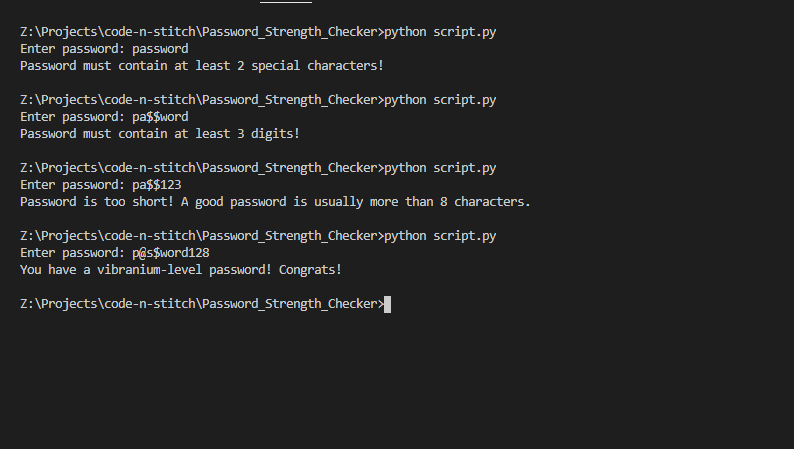 Z:\Projects\code-n-stitch\Password_Strength_Checker>python script.py
Enter password: password
Password must contain at least 2 special characters!
Z:\Projects\code-n-stitch\Password_Strength_Checker>python script.py
Enter password: pa$$word
Password must contain at least 3 digits!
Z:\Projects\code-n-stitch\Password_Strength_Checker>python script.py
Enter password: pa$$123
Password is too short! A good password is usually more than 8 characters.
Z:\Projects\code-n-stitch\Password_Strength_Checker>python script.py
Enter password: p@s$word128
You have a vibranium-level password! Congrats!
Z:\Projects\code-n-stitch\Password_Strength_Checker>